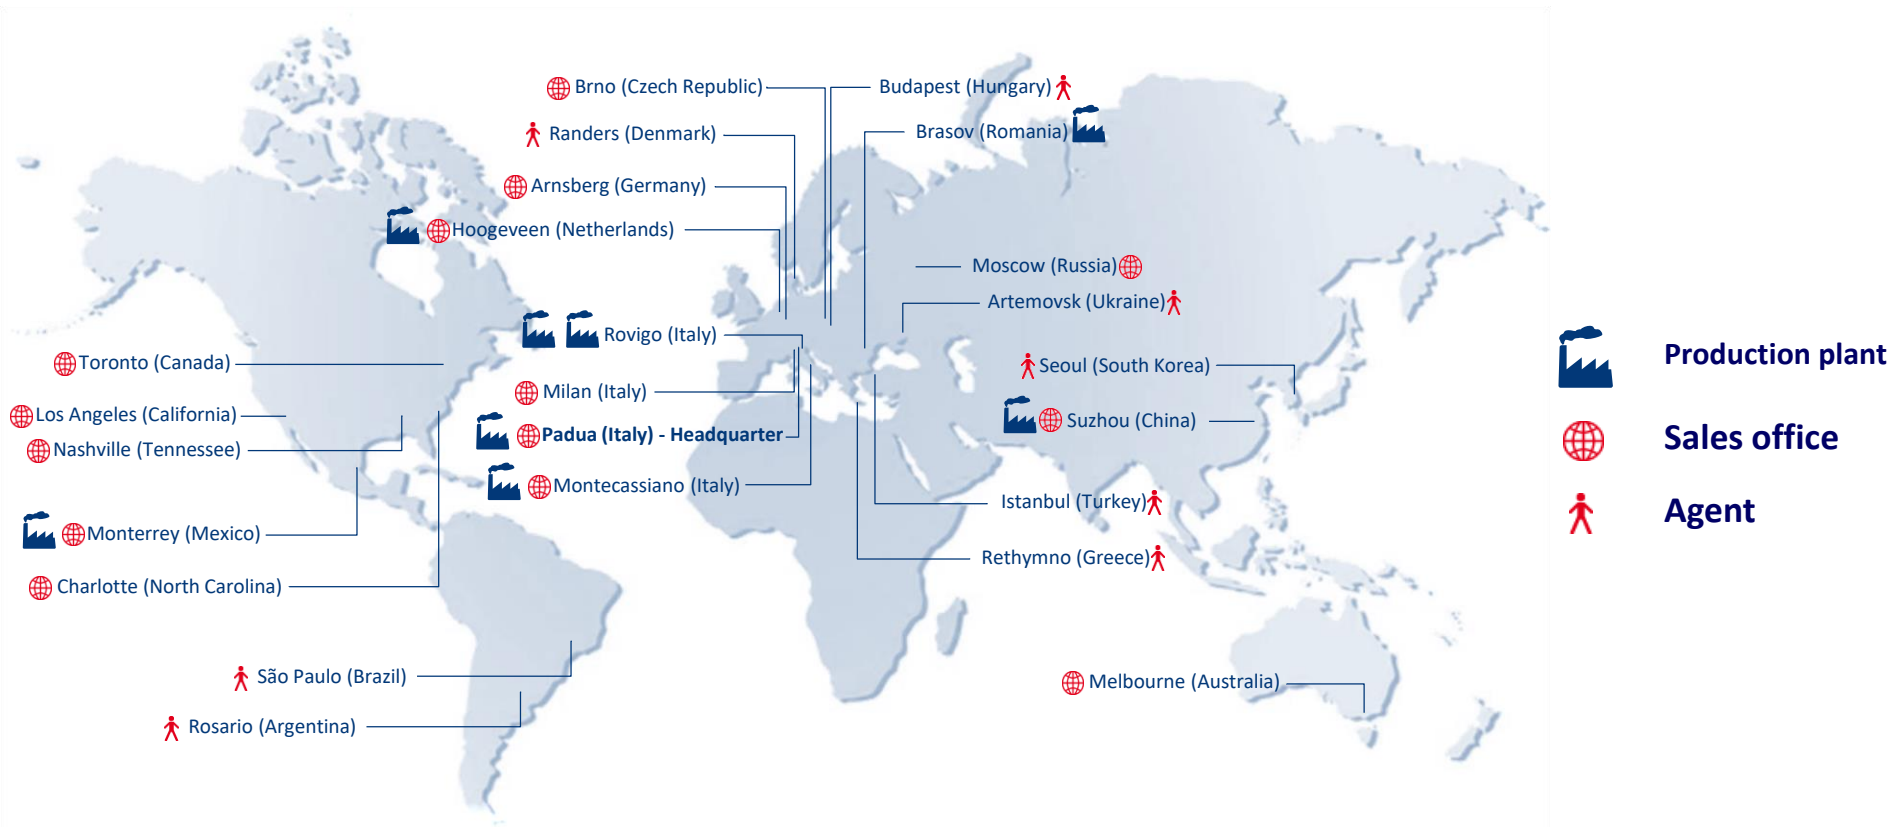 Brno (Czech Republic)
Budapest (Hungary)
Randers (Denmark)
Brasov (Romania)
Arnsberg (Germany)
Hoogeveen (Netherlands)
Moscow (Russia)
Artemovsk (Ukraine)
Rovigo (Italy)
Toronto (Canada)
Seoul (South Korea)
Milan (Italy)
Los Angeles (California)
Suzhou (China)
Padua (Italy) - Headquarter
Nashville (Tennessee)
Montecassiano (Italy)
Istanbul (Turkey)
Monterrey (Mexico)
Rethymno (Greece)
Charlotte (North Carolina)
São Paulo (Brazil)
Melbourne (Australia)
Rosario (Argentina)
Production plant
Sales office
Agent